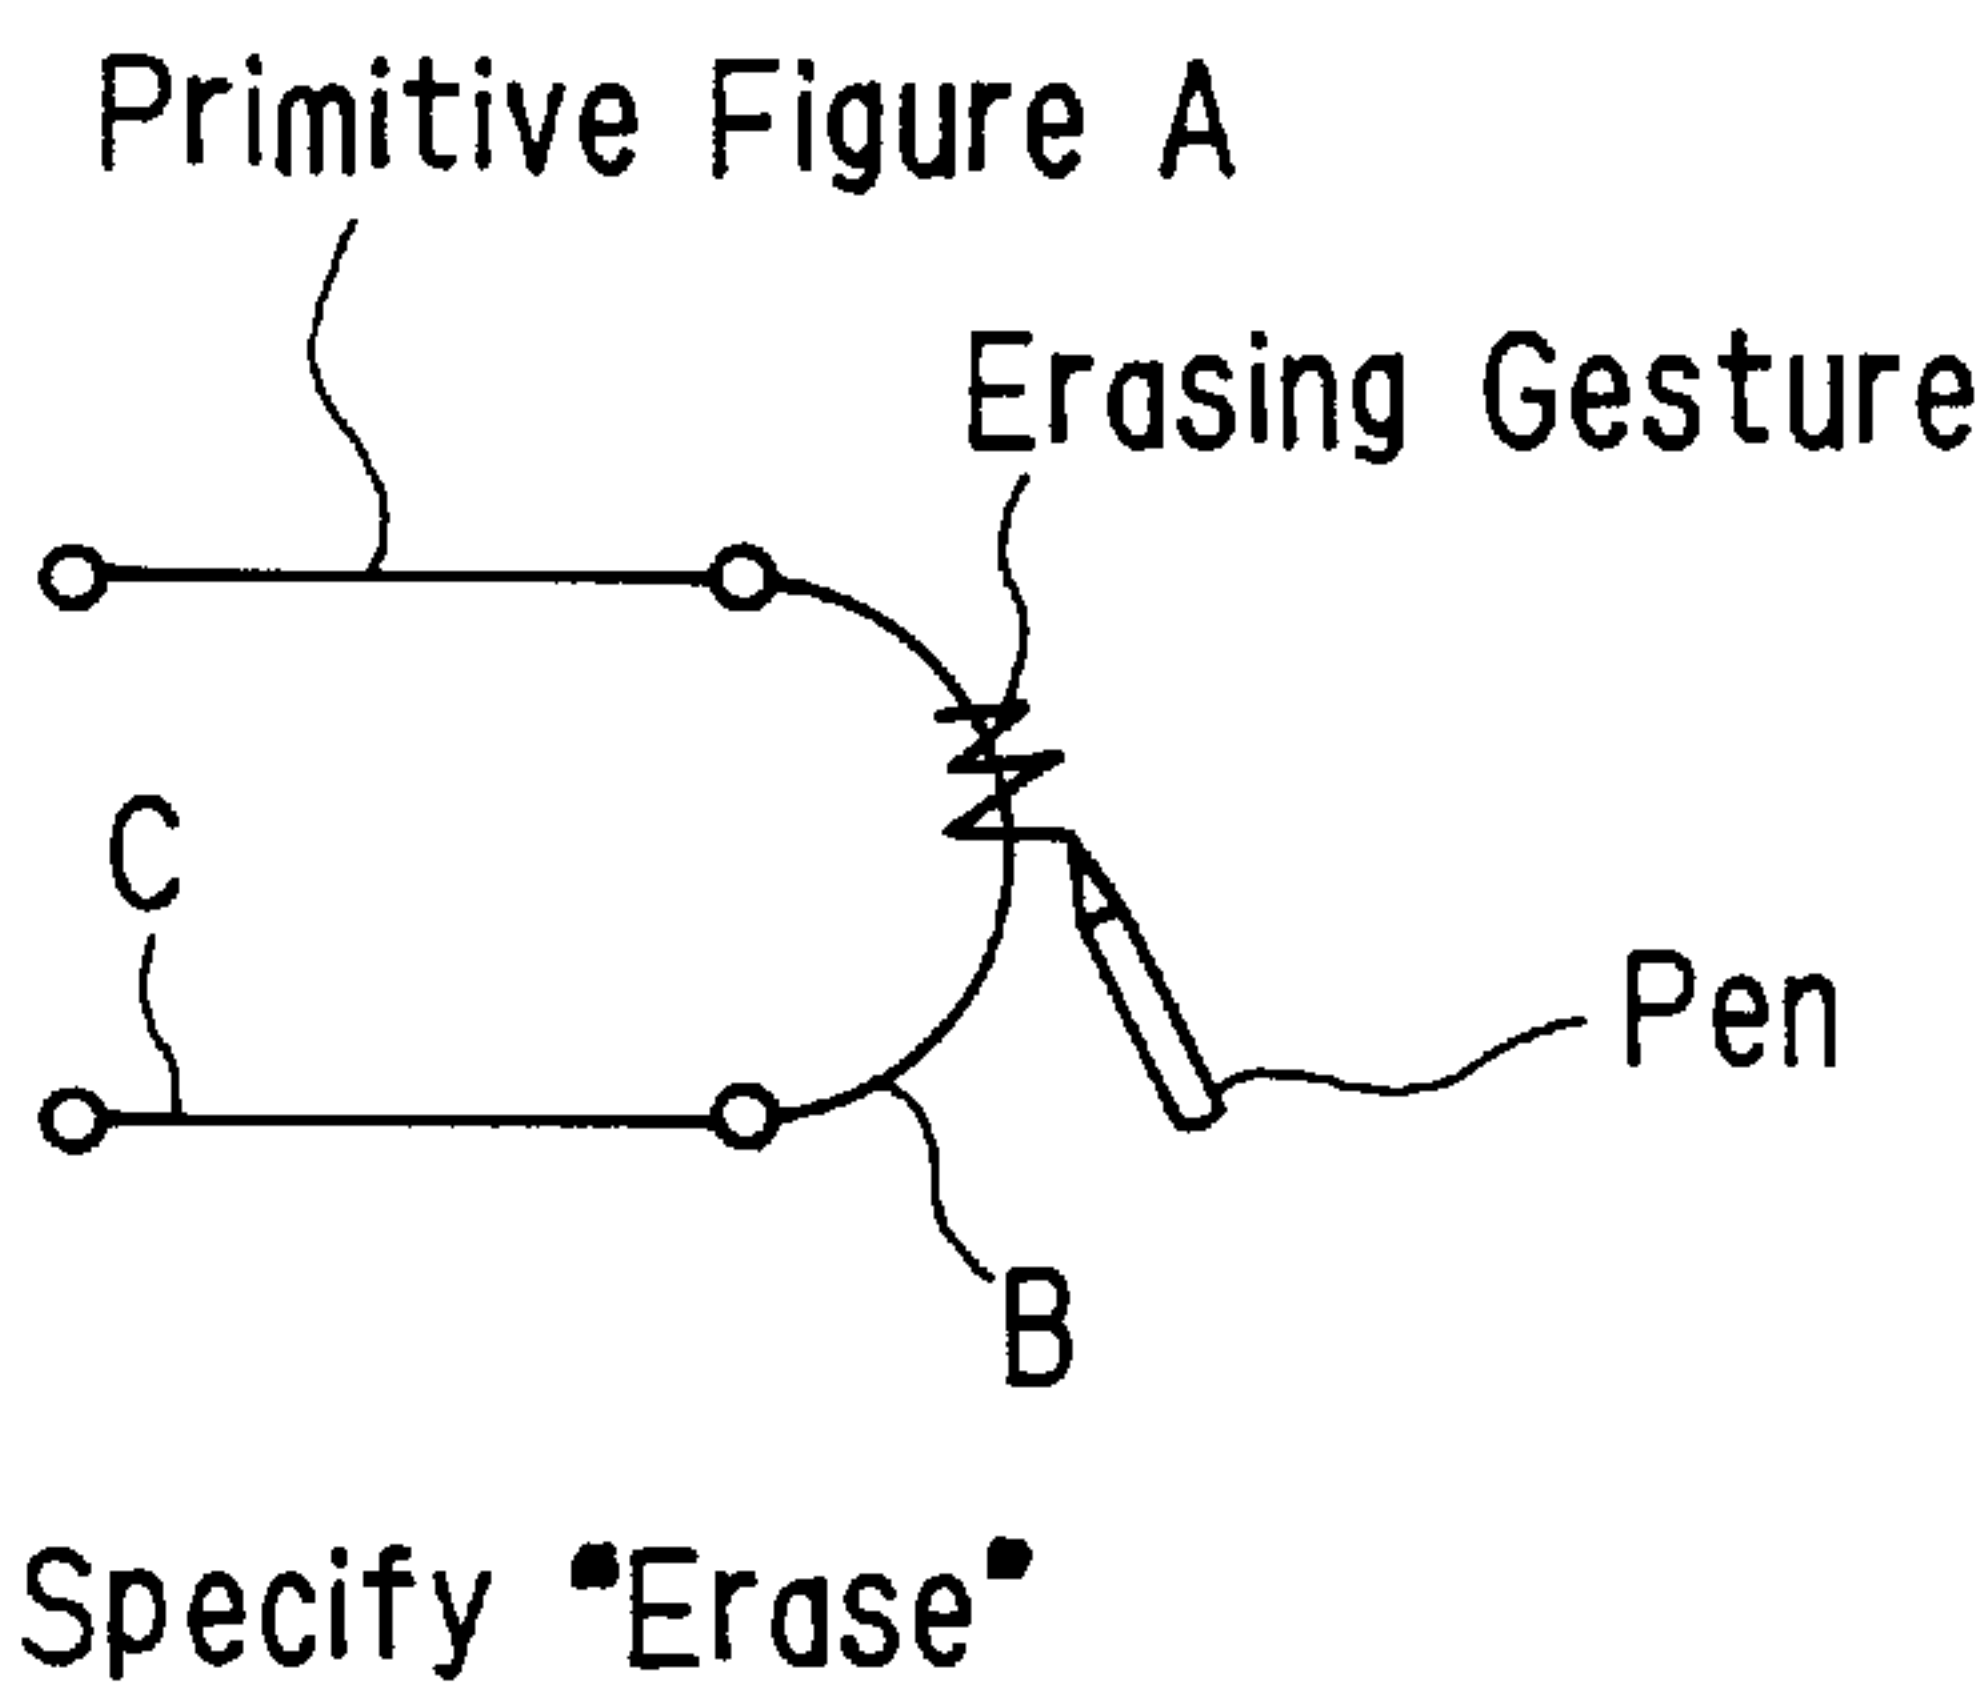 Primitive Figure A
Erasing Gesture
C
Pen
B
Specify "Erase"